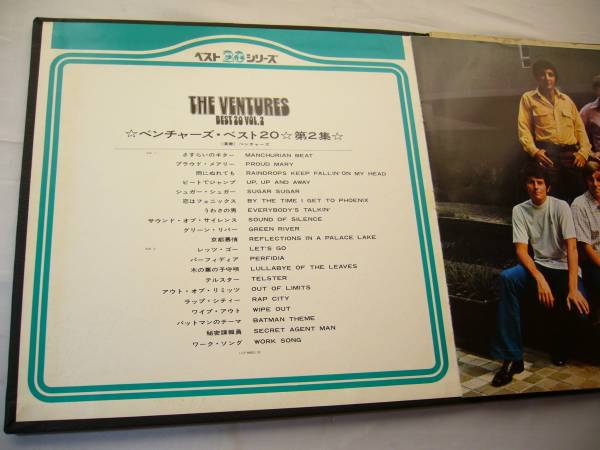 ベスト20シリーズ
THE VENTURES
BEST 20 VOL.2
☆ベンチャーズ・ベスト20☆第2集☆
(演奏) ベンチャーズ
さすらいのギター MANCHURIAN BEAT
プラウド・メアリー PROUD MARY
雨にぬれても RAINDROPS KEEP FALLIN' ON MY HEAD
ビートでジャンプ UP, UP AND AWAY
シュガー・シュガー SUGAR SUGAR
恋はフェニックス BY THE TIME I GET TO PHOENIX
うわさの男 EVERYBODY'S TALKIN'
サウンド・オブ・サイレンス SOUND OF SILENCE
グリーン・リバー GREEN RIVER
京都慕情 REFLECTIONS IN A PALACE LAKE
レッツ・ゴー LET'S GO
パーフィディア PERFIDIA
木の葉の子守唄 LULLABYE OF THE LEAVES
テルスター TELSTER
アウト・オブ・リミッツ OUT OF LIMITS
ラップ・シティー RAP CITY
ワイプ・アウト WIPE OUT
バットマンのテーマ BATMAN THEME
秘密諜報員 SECRET AGENT MAN
ワーク・ソング WORK SONG